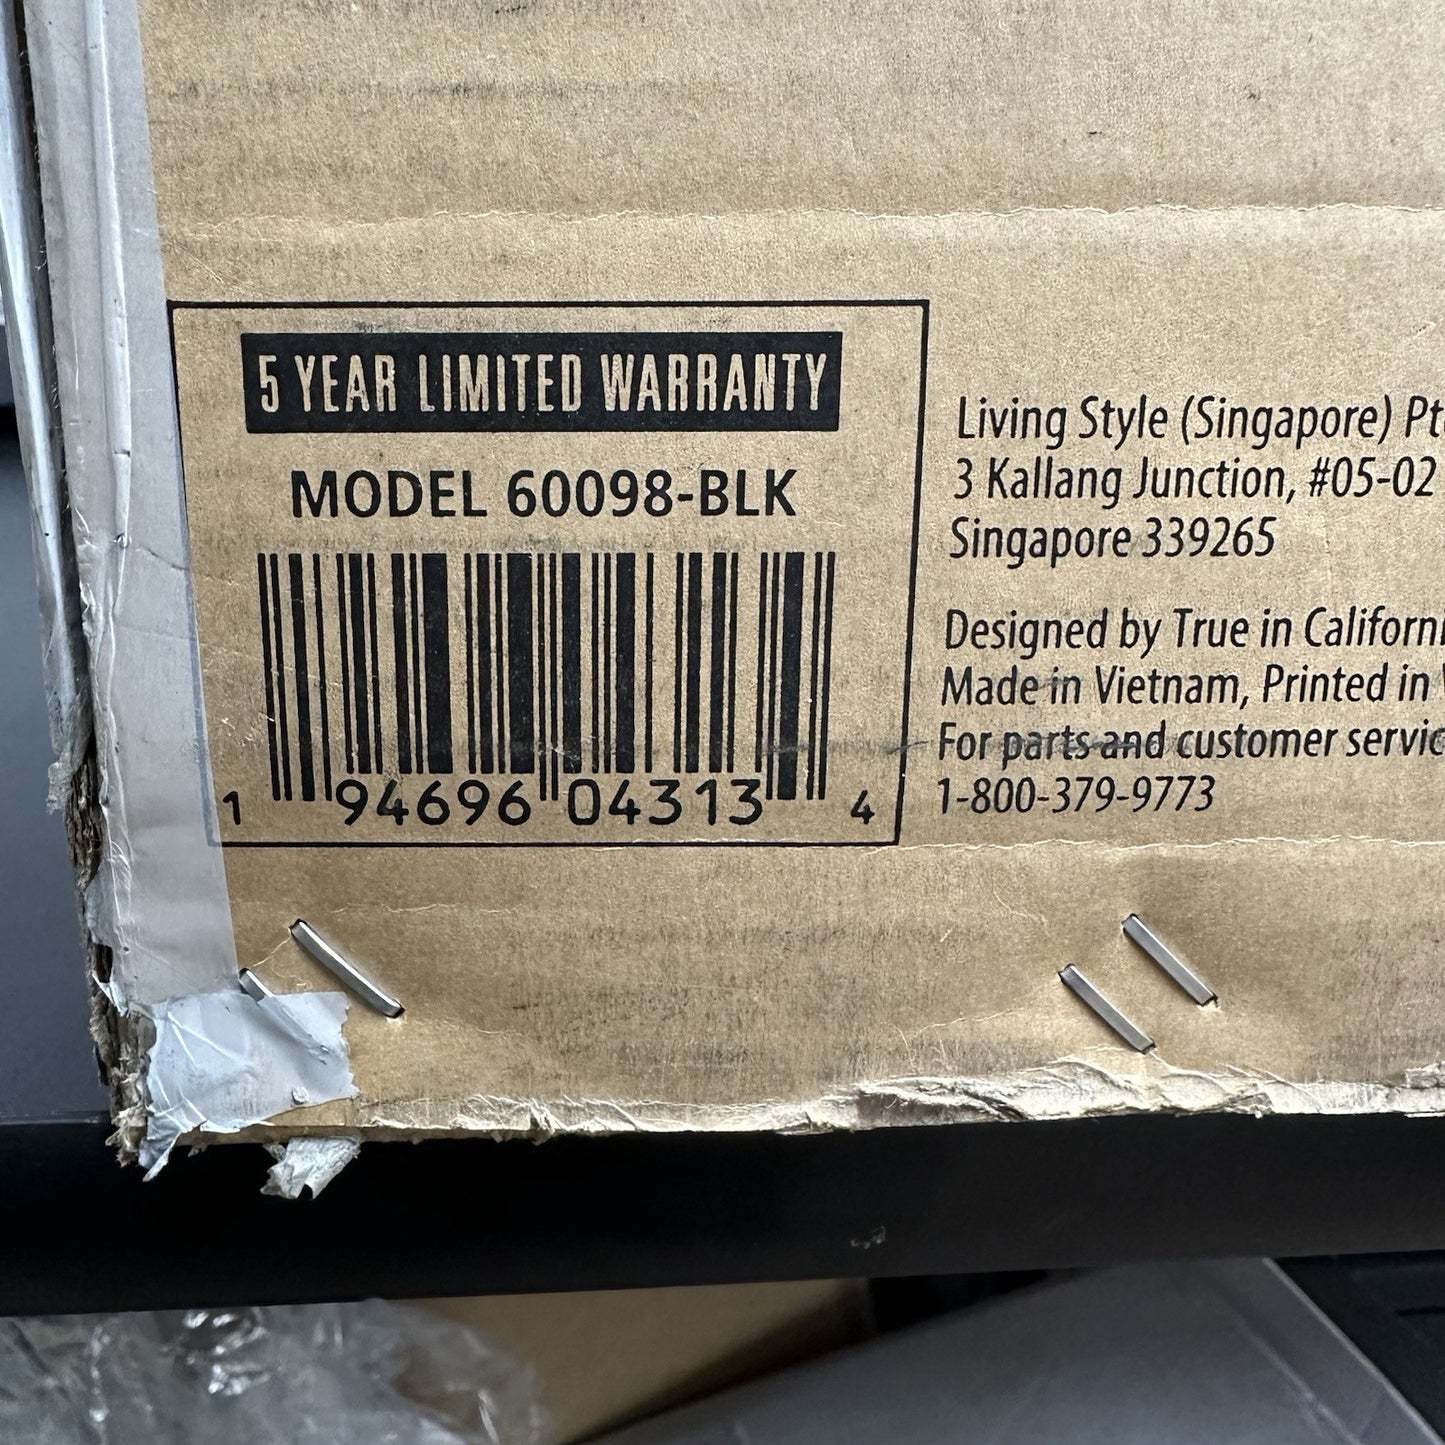 5 YEAR LIMITED WARRANTY
MODEL 60098-BLK
1 94696 04313 4
Living Style (Singapore)
3 Kallang Junction, #05-02
Singapore 339265
Designed by True in
Made in Vietnam, Printed in
For parts and customer
1-800-379-9773